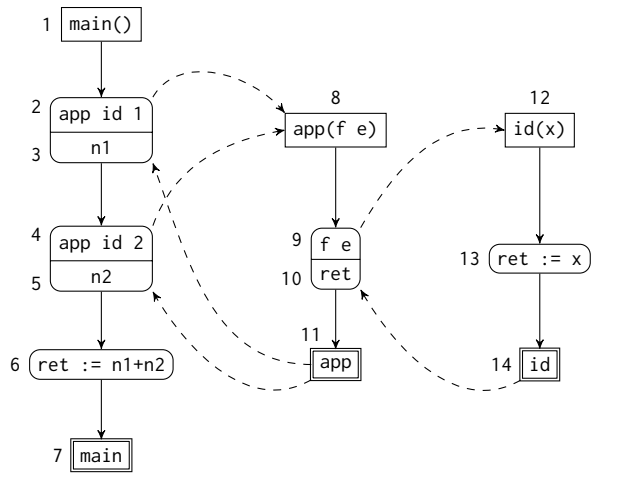 1 main()
2 app id 1
3 n1
4 app id 2
5 n2
6 ret := n1+n2
7 main
8
app(f e)
9 f e
10 ret
11
app
12
id(x)
13 ret := x
14 id